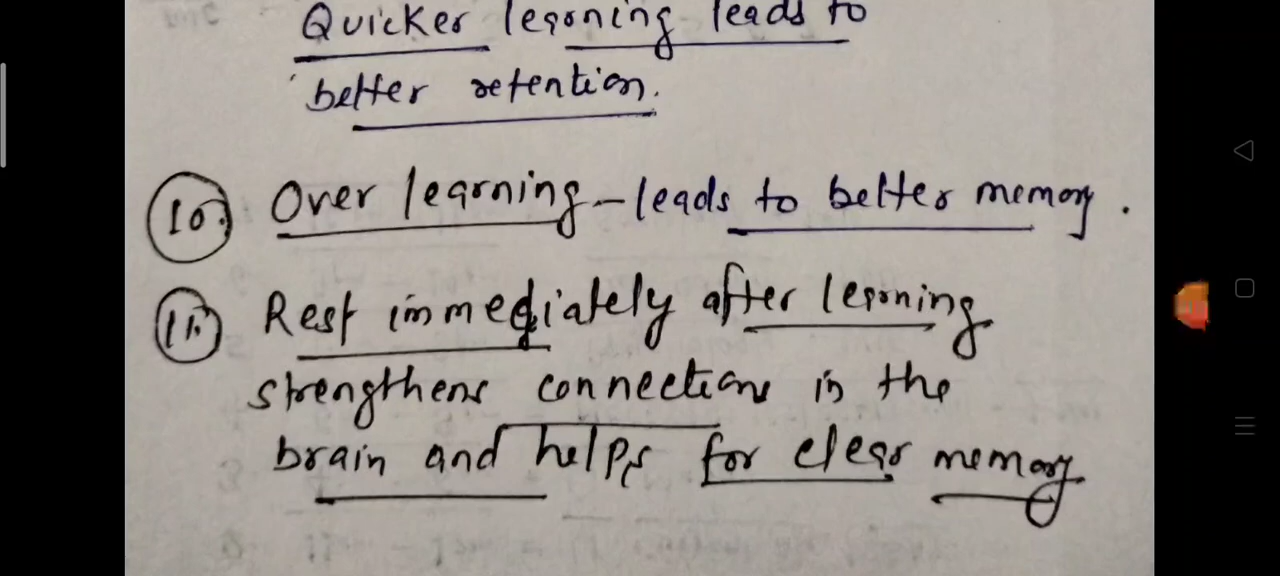 Quicker learning leads to
better retention.
10. Over learning - leads to better memory.
11. Rest immediately after learning
strengthens connections in the
brain and helps for clear memory